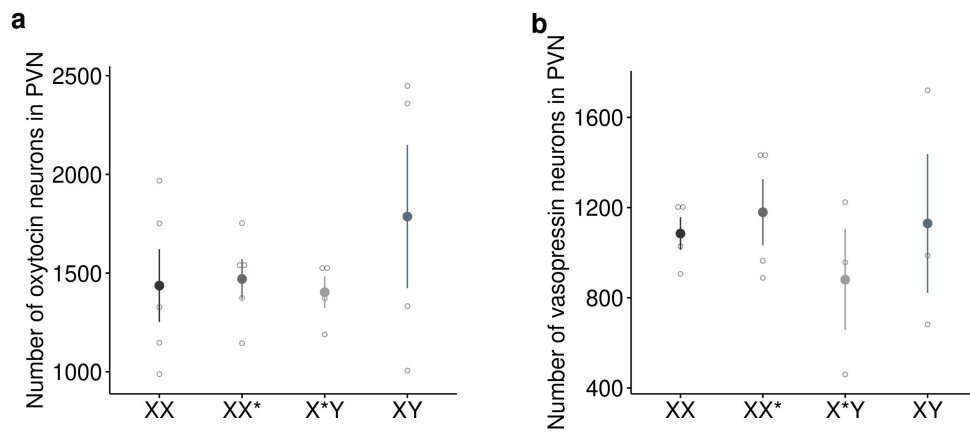 a
Number of oxytocin neurons in PVN
2500
2000
1500
1000
XX XX* X*Y XY
b
Number of vasopressin neurons in PVN
1600
1200
800
400
XX XX* X*Y XY